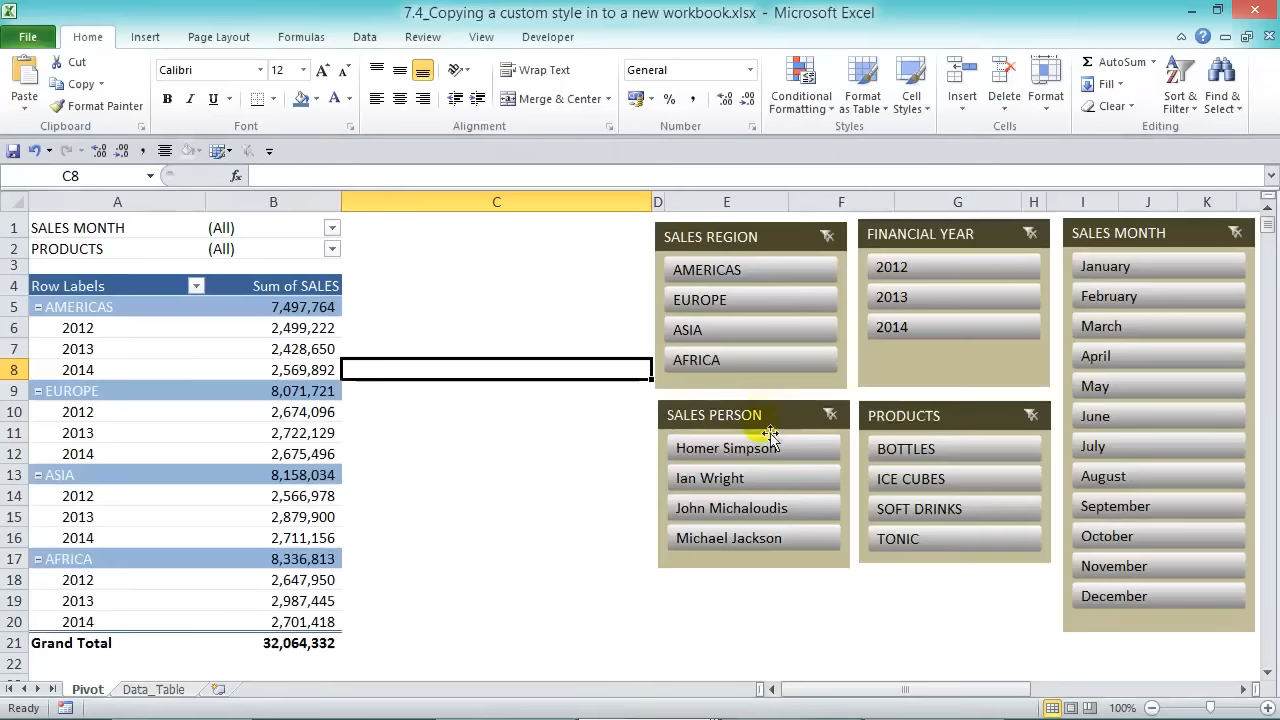 7.4_Copying a custom style in to a new workbook.xlsx - Microsoft Excel
File Home Insert Page Layout Formulas Data Review View Developer
Cut
Copy
Format Painter
Paste
Clipboard
Calibri 12
B I U
Font
Wrap Text
Merge & Center
Alignment
General
Number
Conditional Formatting
Format as Table
Cell Styles
Styles
Insert Delete Format
Cells
AutoSum
Fill
Clear
Sort & Filter
Find & Select
Editing
C8 fx
A B C D E F G H I J K
1 SALES MONTH (All)
2 PRODUCTS (All)
3
4 Row Labels Sum of SALES
5 AMERICAS 7,497,764
6 2012 2,499,222
7 2013 2,428,650
8 2014 2,569,892
9 EUROPE 8,071,721
10 2012 2,674,096
11 2013 2,722,129
12 2014 2,675,496
13 ASIA 8,158,034
14 2012 2,566,978
15 2013 2,879,900
16 2014 2,711,156
17 AFRICA 8,336,813
18 2012 2,647,950
19 2013 2,987,445
20 2014 2,701,418
21 Grand Total 32,064,332
22
SALES REGION
AMERICAS
EUROPE
ASIA
AFRICA
FINANCIAL YEAR
2012
2013
2014
SALES MONTH
January
February
March
April
May
June
July
August
September
October
November
December
SALES PERSON
Homer Simpson
Ian Wright
John Michaloudis
Michael Jackson
PRODUCTS
BOTTLES
ICE CUBES
SOFT DRINKS
TONIC
Pivot Data_Table
Ready 100%